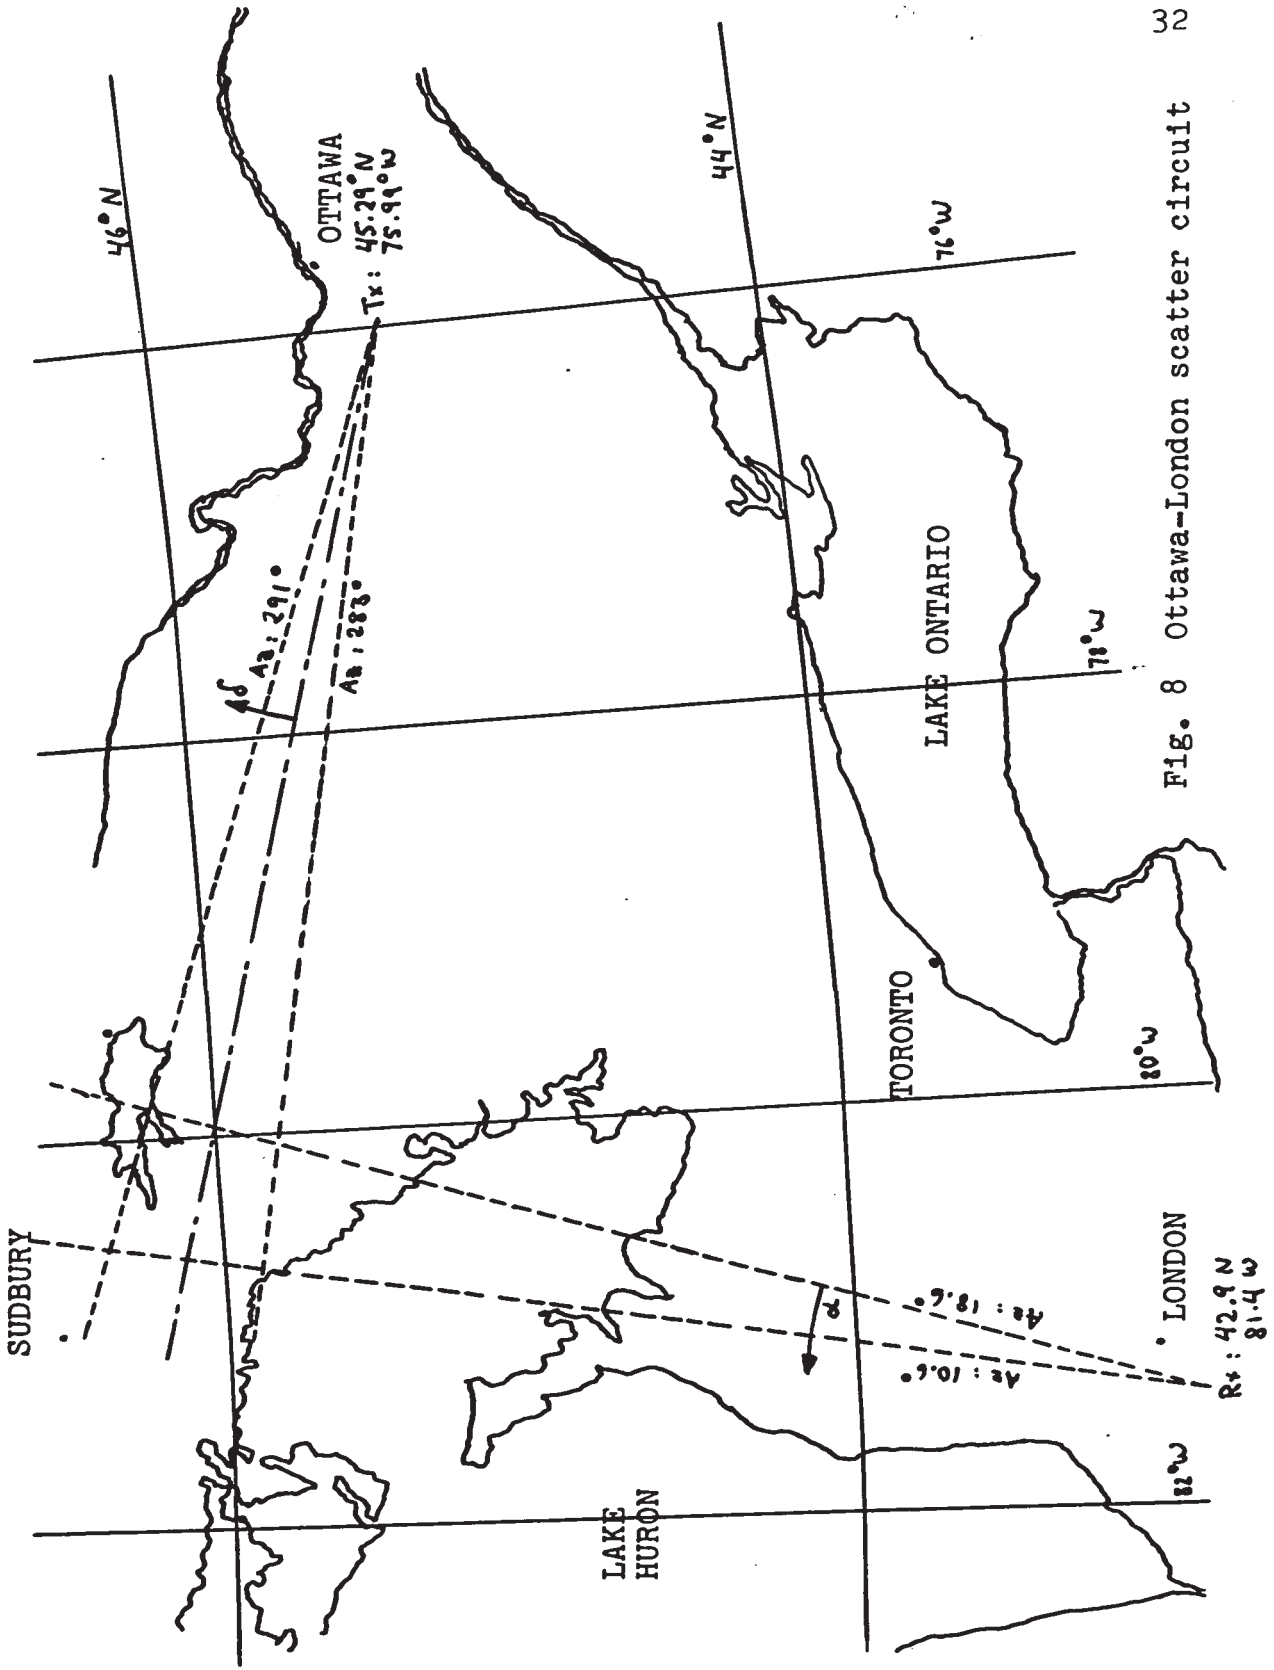 32
46°N
OTTAWA
Tx: 45.29°N
75.99°W
44°N
76°W
Az: 291°
δ
Az: 283°
LAKE ONTARIO
78°W
TORONTO
80°W
SUDBURY
α
Az: 18.6°
Az: 10.6°
LONDON
Rx: 42.9 N
81.4 W
LAKE
HURON
82°W
Fig. 8 Ottawa-London scatter circuit